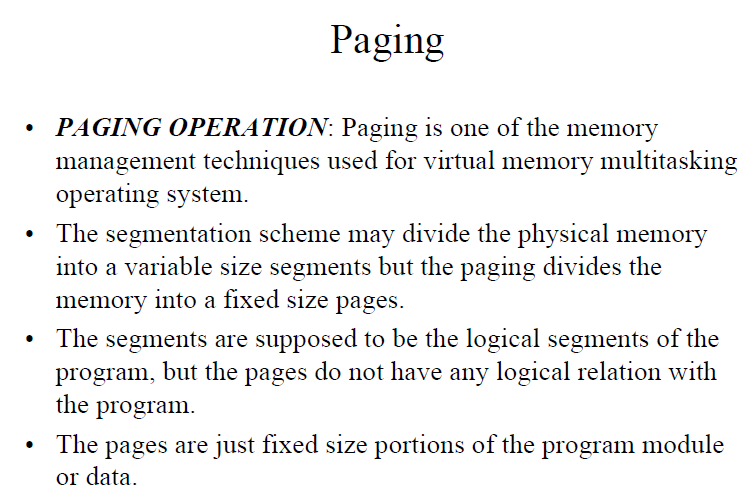 Paging
• PAGING OPERATION: Paging is one of the memory
management techniques used for virtual memory multitasking
operating system.
• The segmentation scheme may divide the physical memory
into a variable size segments but the paging divides the
memory into a fixed size pages.
• The segments are supposed to be the logical segments of the
program, but the pages do not have any logical relation with
the program.
• The pages are just fixed size portions of the program module
or data.